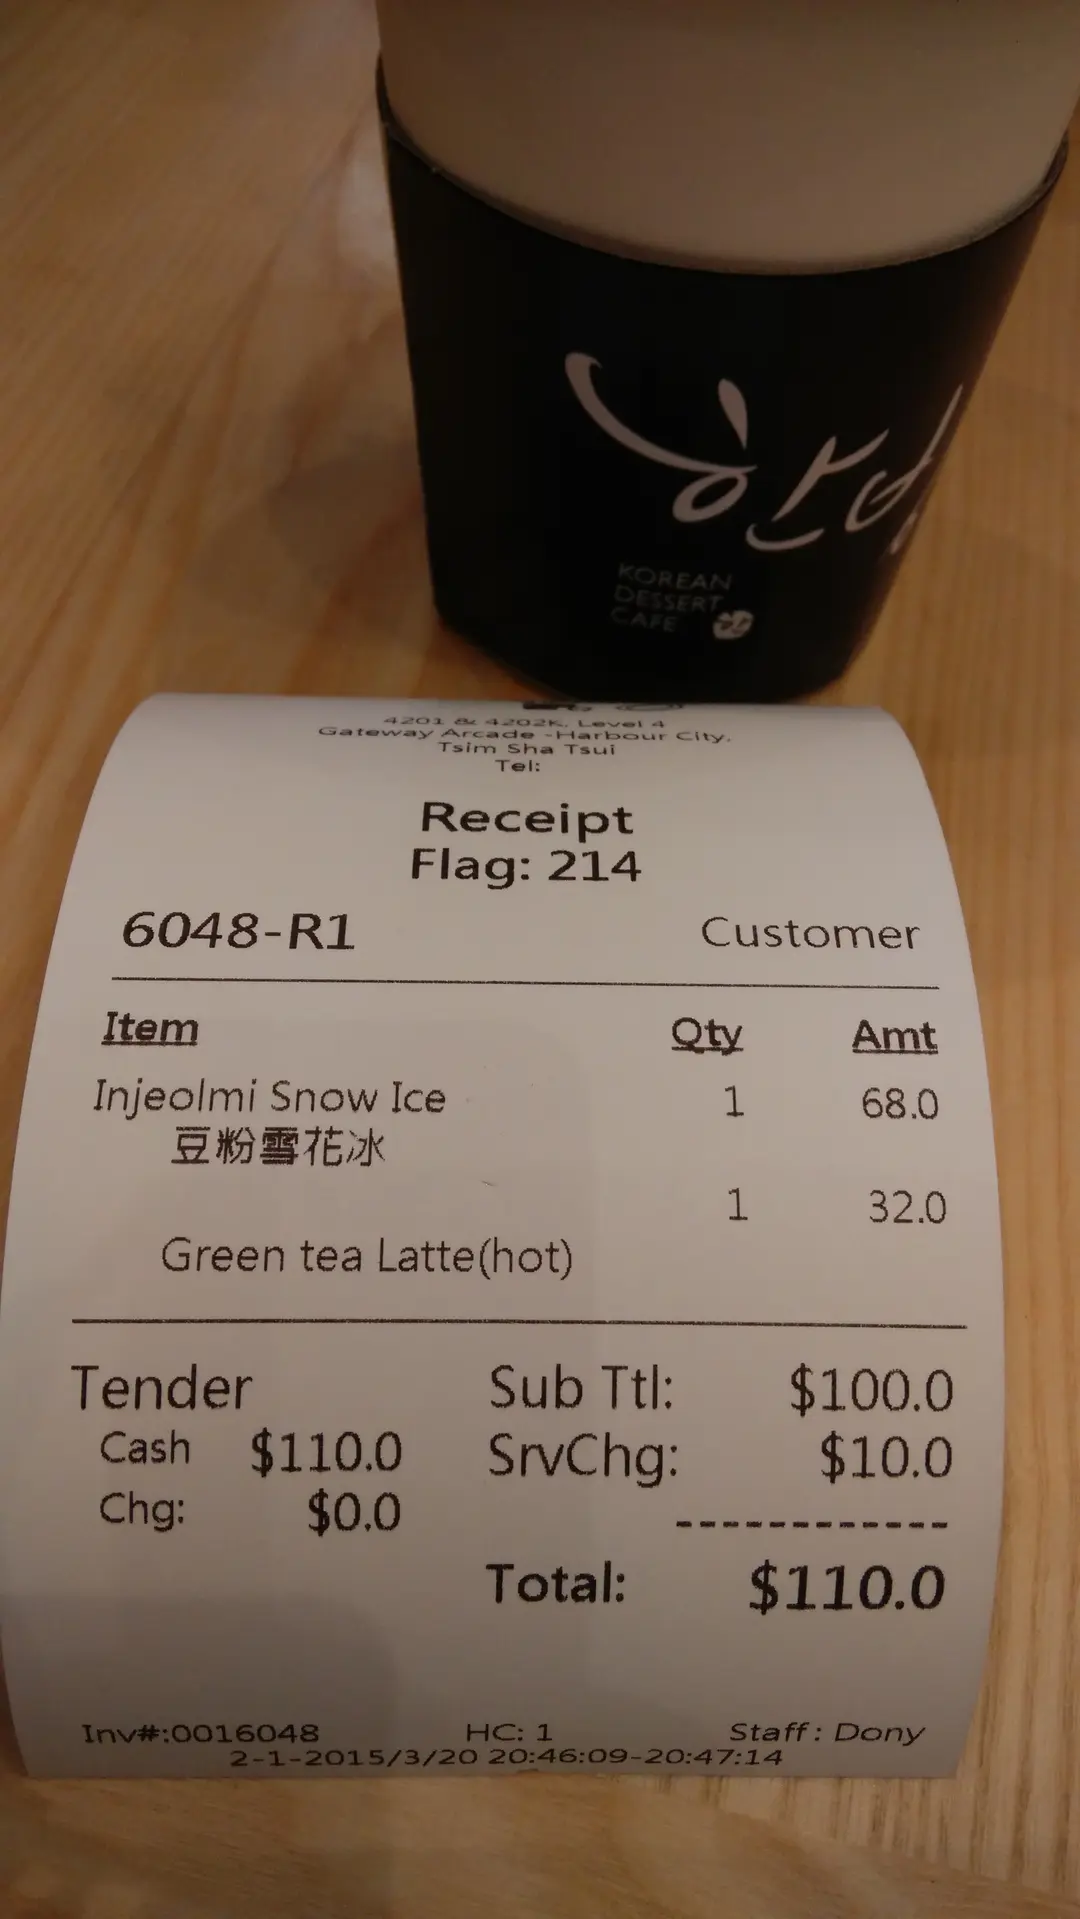 KOREAN
DESSERT
CAFE
4201 & 4202K, Level 4
Gateway Arcade -Harbour City,
Tsim Sha Tsui
Tel:
Receipt
Flag: 214
6048-R1 Customer
Item Qty Amt
Injeolmi Snow Ice 1 68.0
豆粉雪花冰
1 32.0
Green tea Latte(hot)
Tender Sub Ttl: $100.0
Cash $110.0 SrvChg: $10.0
Chg: $0.0 ------------
Total: $110.0
Inv#:0016048 HC: 1 Staff: Dony
2-1-2015/3/20 20:46:09-20:47:14